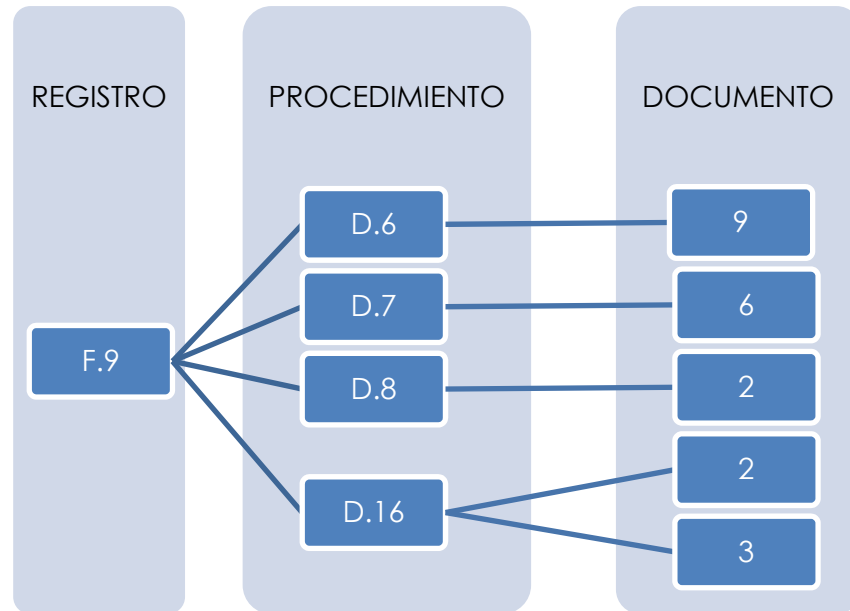 REGISTRO
PROCEDIMIENTO
DOCUMENTO
F.9
D.6
D.7
D.8
D.16
9
6
2
2
3